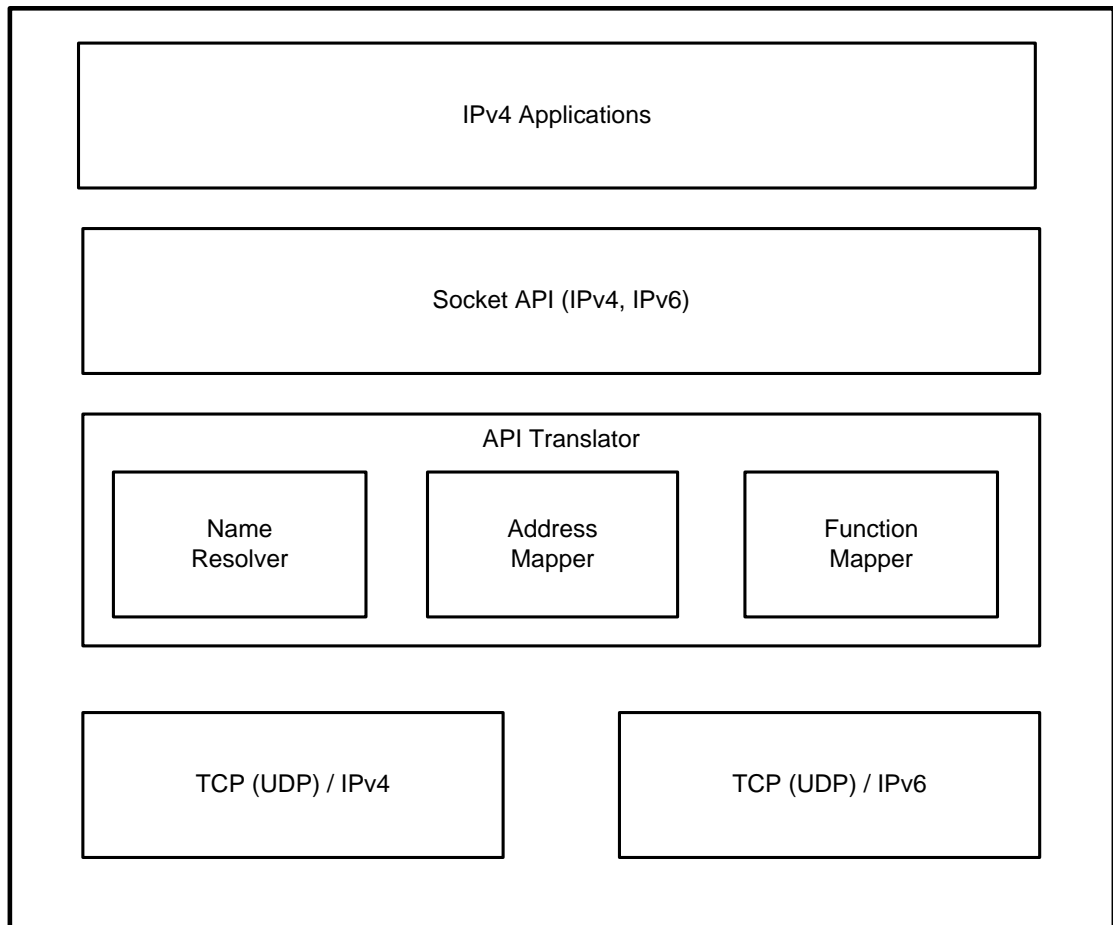 IPv4 Applications
Socket API (IPv4, IPv6)
API Translator
Name
Resolver
Address
Mapper
Function
Mapper
TCP (UDP) / IPv4
TCP (UDP) / IPv6